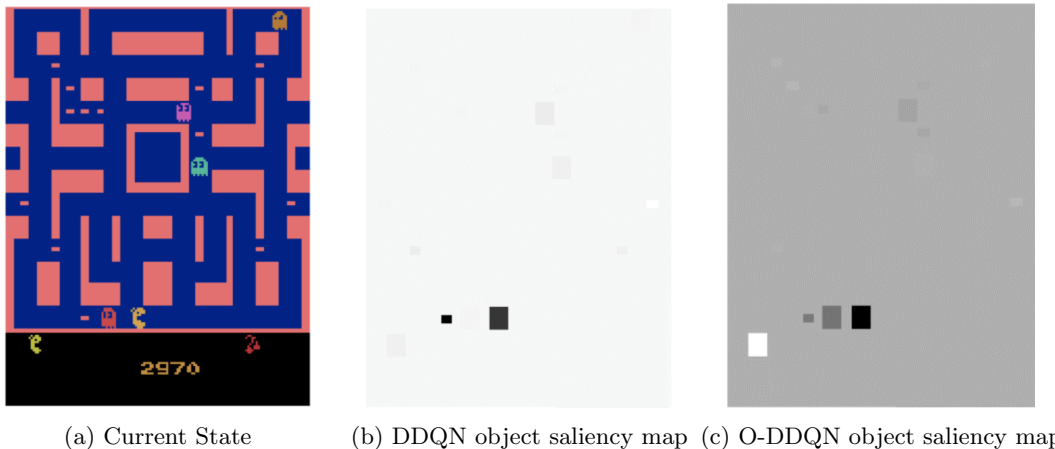 2970
(a) Current State
(b) DDQN object saliency map
(c) O-DDQN object saliency map